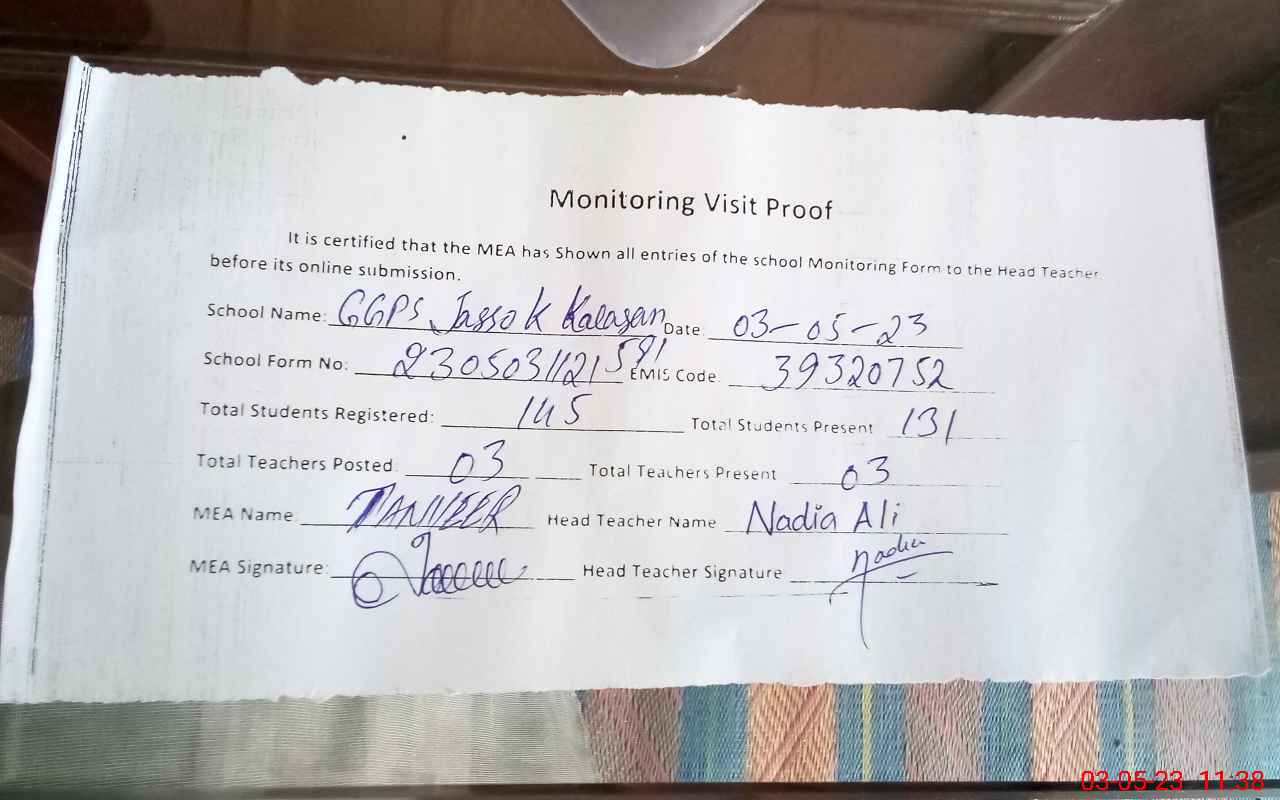 Monitoring Visit Proof
It is certified that the MEA has Shown all entries of the school Monitoring Form to the Head Teacher
before its online submission.
School Name: GGPS Jassok Kalasan Date: 03-05-23
School Form No: 2305031121591 EMIS Code 39320752
Total Students Registered: 145 Total Students Present 131
Total Teachers Posted: 03 Total Teachers Present 03
MEA Name TANVEER Head Teacher Name Nadia Ali
MEA Signature: Head Teacher Signature Nadia
03-05-23 11:38